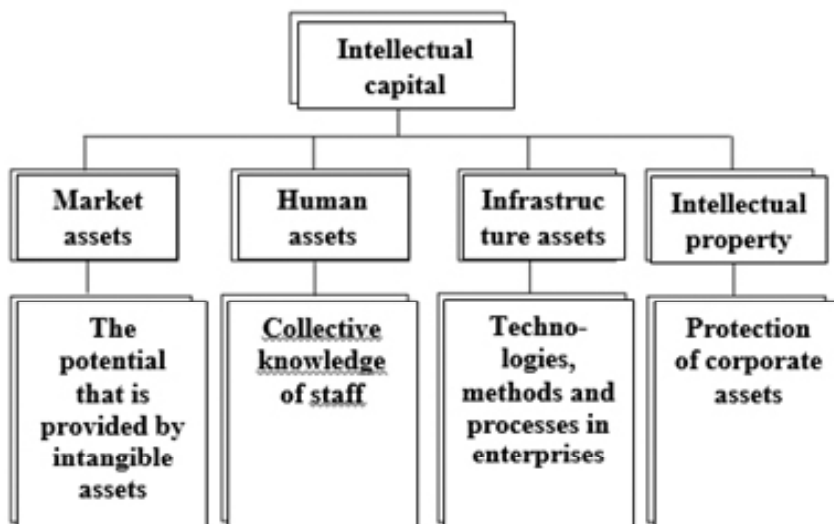 Intellectual
capital
Market
assets
Human
assets
Infrastruc
ture assets
Intellectual
property
The
potential
that is
provided by
intangible
assets
Collective
knowledge
of staff
Techno-
logies,
methods and
processes in
enterprises
Protection
of corporate
assets